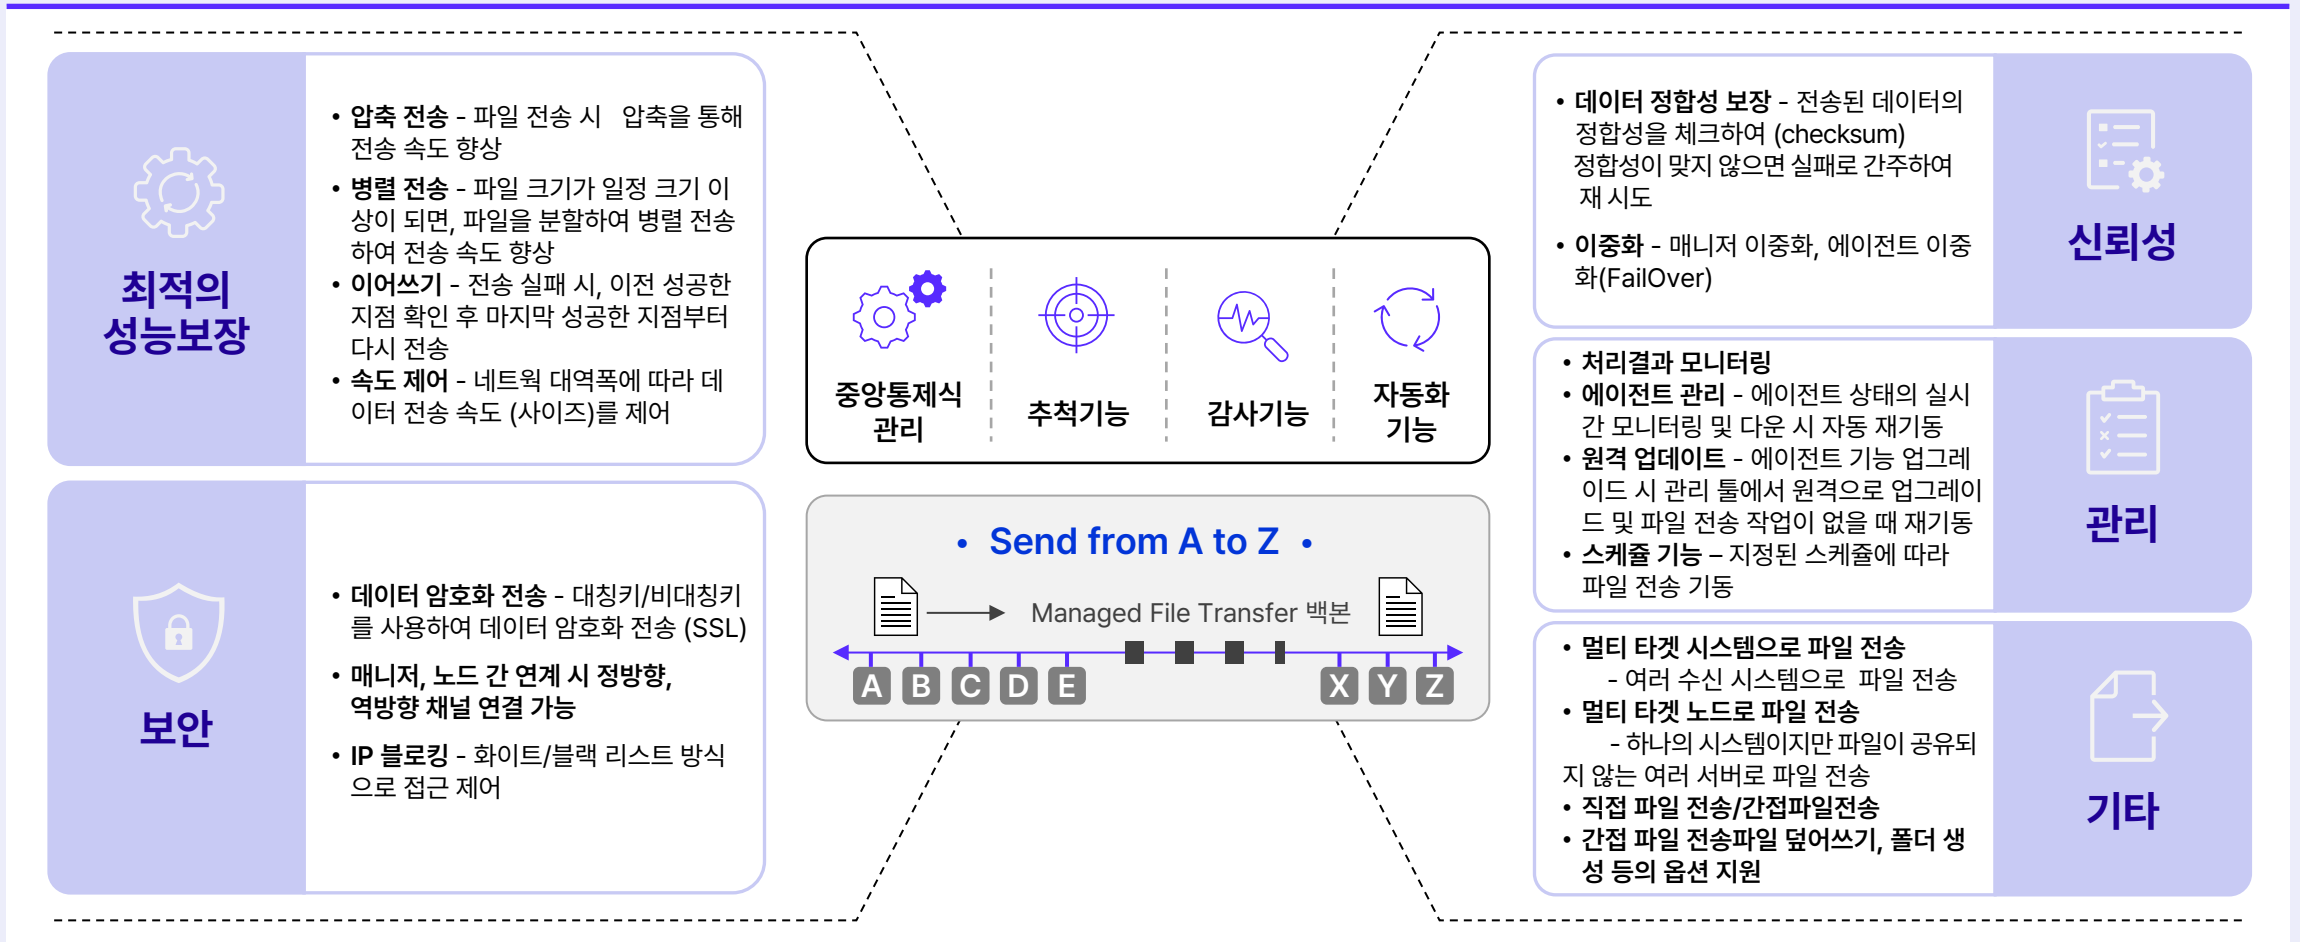 최적의
성능보장
• 압축 전송 - 파일 전송 시 압축을 통해
전송 속도 향상
• 병렬 전송 - 파일 크기가 일정 크기 이
상이 되면, 파일을 분할하여 병렬 전송
하여 전송 속도 향상
• 이어쓰기 - 전송 실패 시, 이전 성공한
지점 확인 후 마지막 성공한 지점부터
다시 전송
• 속도 제어 - 네트웍 대역폭에 따라 데
이터 전송 속도 (사이즈)를 제어
보안
• 데이터 암호화 전송 - 대칭키/비대칭키
를 사용하여 데이터 암호화 전송 (SSL)
• 매니저, 노드 간 연계 시 정방향,
역방향 채널 연결 가능
• IP 블로킹 - 화이트/블랙 리스트 방식
으로 접근 제어
중앙통제식
관리
추척기능
감사기능
자동화
기능
• Send from A to Z •
Managed File Transfer 백본
A B C D E X Y Z
• 데이터 정합성 보장 - 전송된 데이터의
정합성을 체크하여 (checksum)
정합성이 맞지 않으면 실패로 간주하여
재 시도
• 이중화 - 매니저 이중화, 에이전트 이중
화(FailOver)
신뢰성
• 처리결과 모니터링
• 에이전트 관리 - 에이전트 상태의 실시
간 모니터링 및 다운 시 자동 재기동
• 원격 업데이트 - 에이전트 기능 업그레
이드 시 관리 툴에서 원격으로 업그레이
드 및 파일 전송 작업이 없을 때 재기동
• 스케쥴 기능 – 지정된 스케쥴에 따라
파일 전송 기동
관리
• 멀티 타겟 시스템으로 파일 전송
- 여러 수신 시스템으로 파일 전송
• 멀티 타겟 노드로 파일 전송
- 하나의 시스템이지만 파일이 공유되
지 않는 여러 서버로 파일 전송
• 직접 파일 전송/간접파일전송
• 간접 파일 전송파일 덮어쓰기, 폴더 생
성 등의 옵션 지원
기타